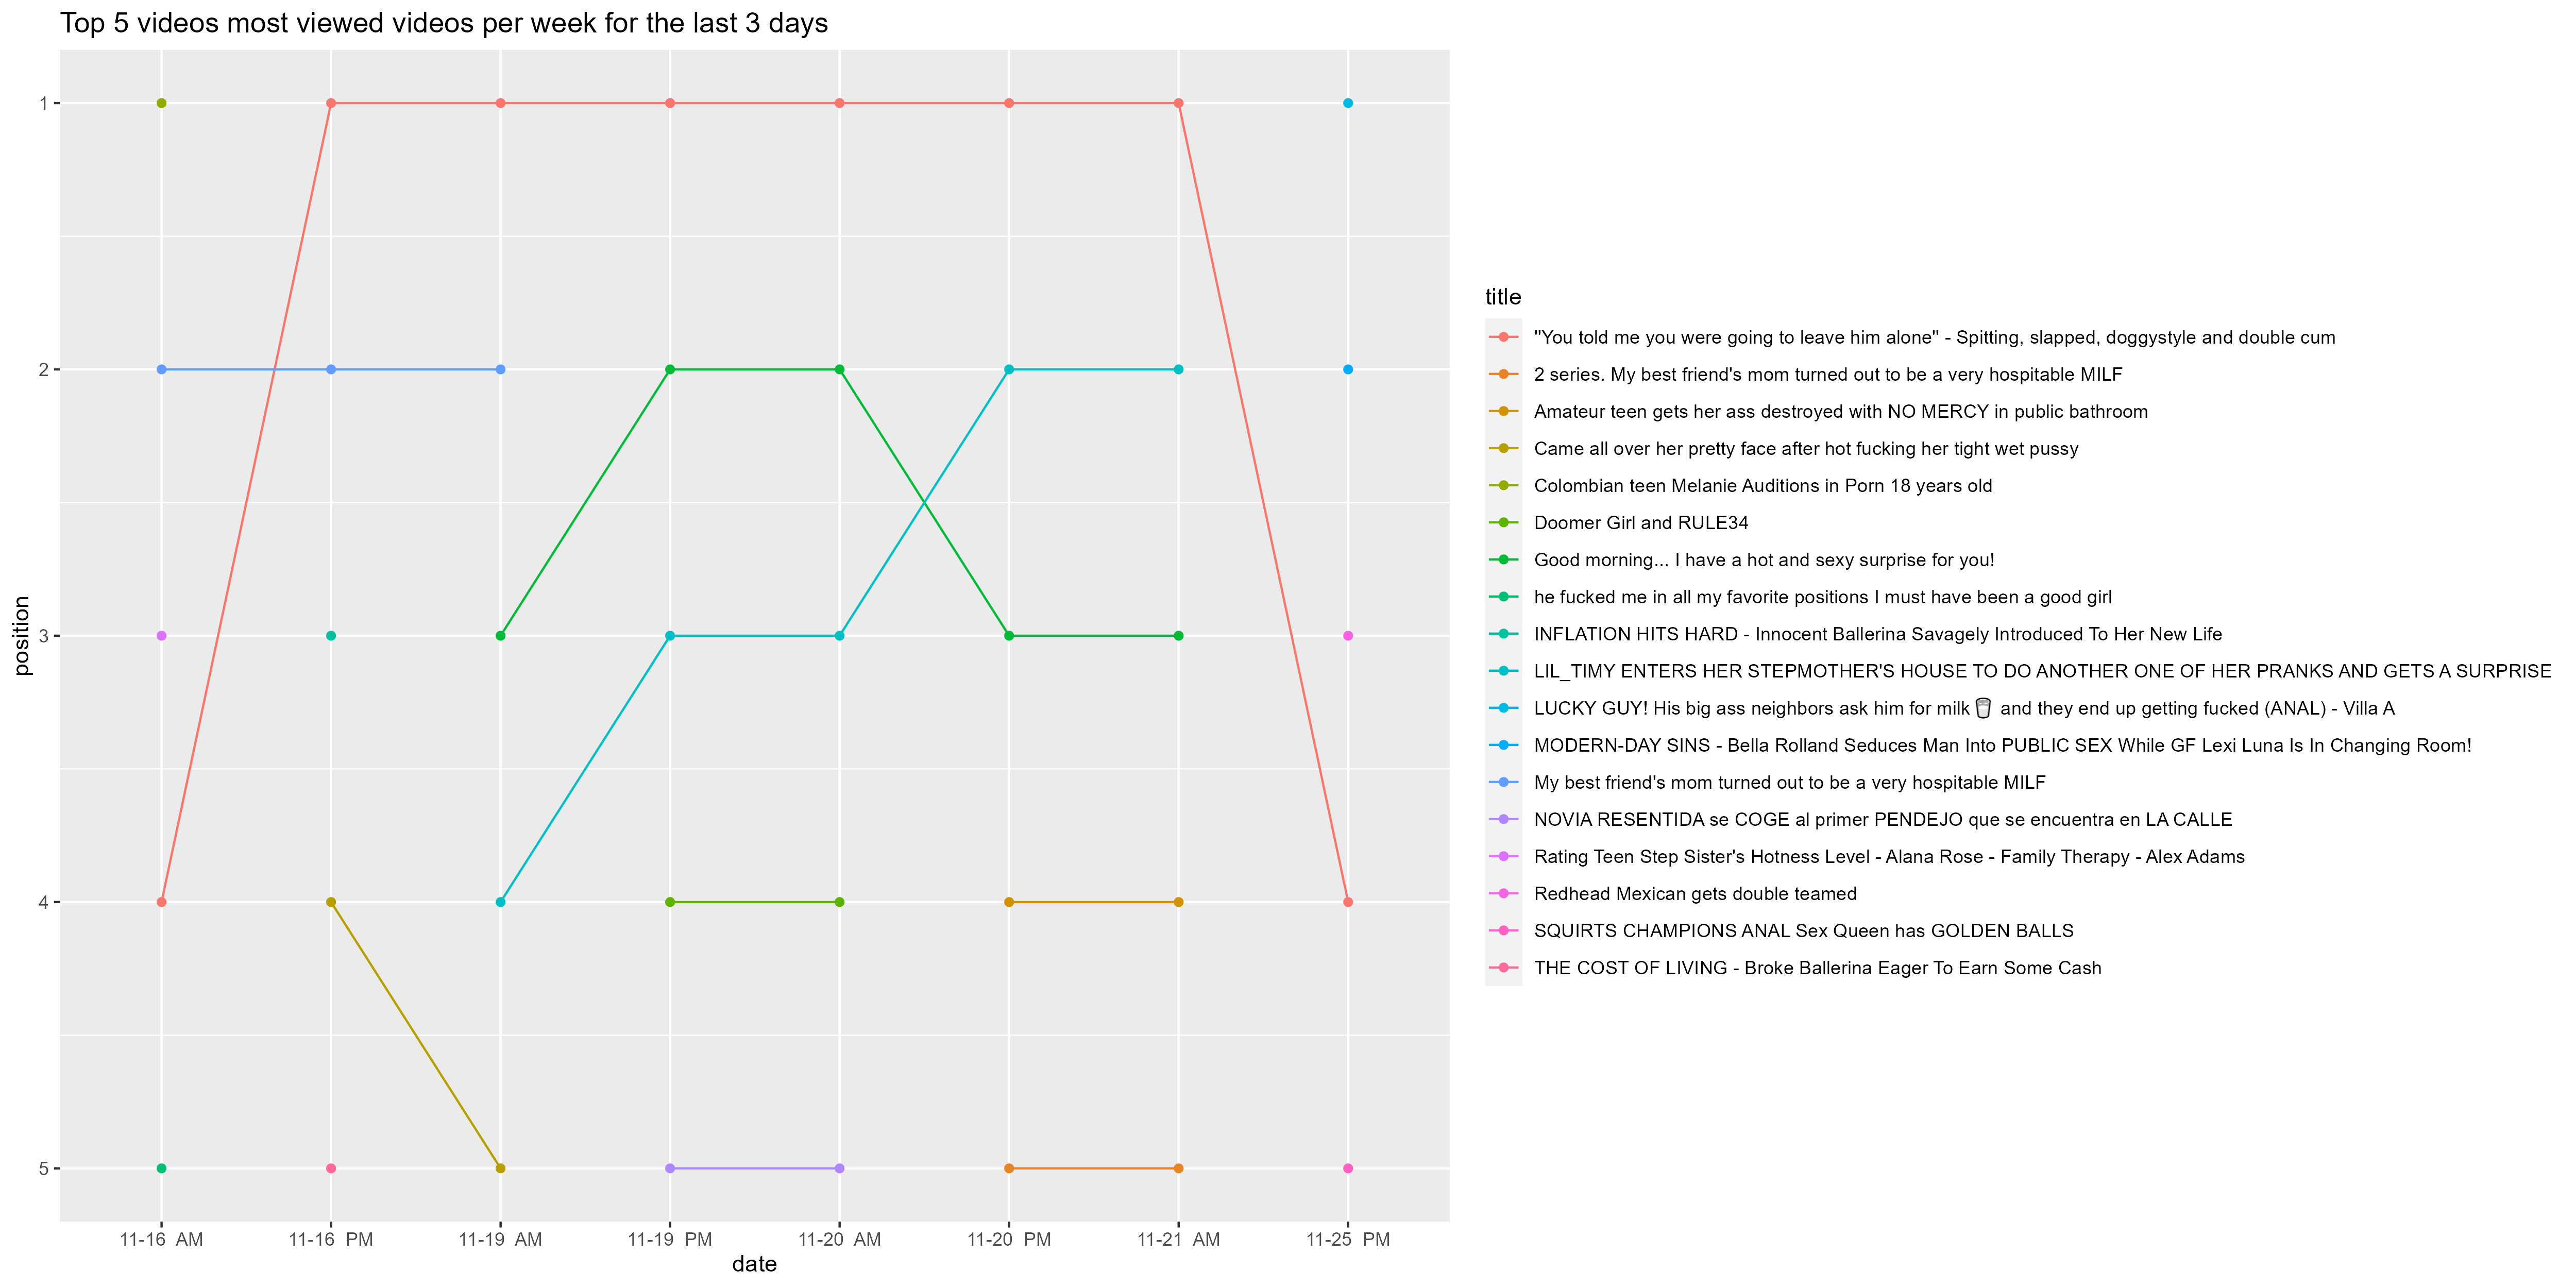 Top 5 videos most viewed videos per week for the last 3 days
position
1
2
3
4
5
11-16 AM
11-16 PM
11-19 AM
11-19 PM
11-20 AM
11-20 PM
11-21 AM
11-25 PM
date
title
"You told me you were going to leave him alone" - Spitting, slapped, doggystyle and double cum
2 series. My best friend's mom turned out to be a very hospitable MILF
Amateur teen gets her ass destroyed with NO MERCY in public bathroom
Came all over her pretty face after hot fucking her tight wet pussy
Colombian teen Melanie Auditions in Porn 18 years old
Doomer Girl and RULE34
Good morning... I have a hot and sexy surprise for you!
he fucked me in all my favorite positions I must have been a good girl
INFLATION HITS HARD - Innocent Ballerina Savagely Introduced To Her New Life
LIL_TIMY ENTERS HER STEPMOTHER'S HOUSE TO DO ANOTHER ONE OF HER PRANKS AND GETS A SURPRISE
LUCKY GUY! His big ass neighbors ask him for milk 🥛 and they end up getting fucked (ANAL) - Villa A
MODERN-DAY SINS - Bella Rolland Seduces Man Into PUBLIC SEX While GF Lexi Luna Is In Changing Room!
My best friend's mom turned out to be a very hospitable MILF
NOVIA RESENTIDA se COGE al primer PENDEJO que se encuentra en LA CALLE
Rating Teen Step Sister's Hotness Level - Alana Rose - Family Therapy - Alex Adams
Redhead Mexican gets double teamed
SQUIRTS CHAMPIONS ANAL Sex Queen has GOLDEN BALLS
THE COST OF LIVING - Broke Ballerina Eager To Earn Some Cash